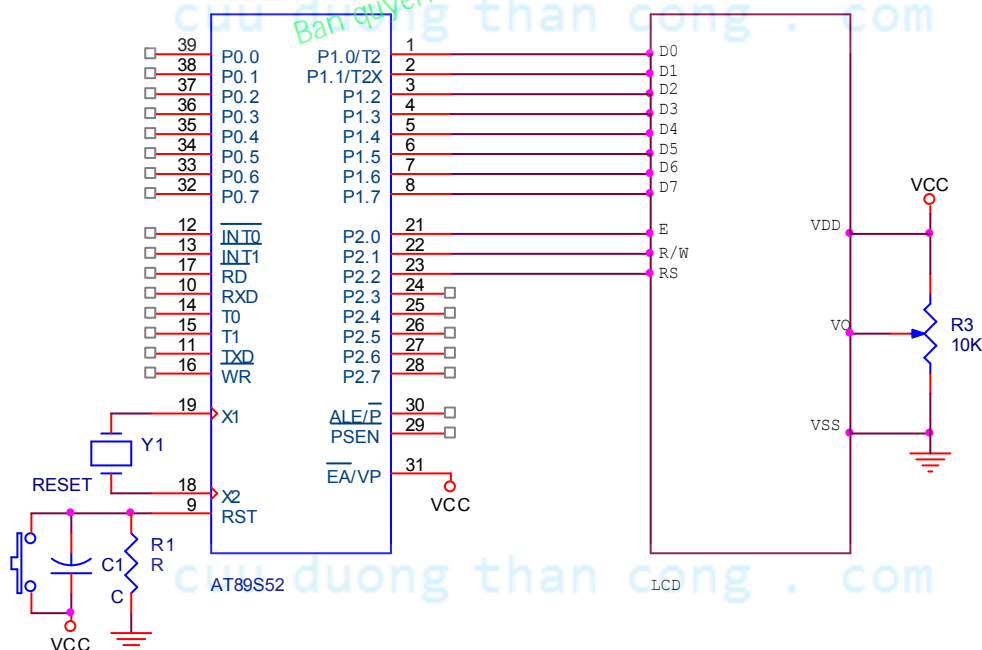 cuu duong than cong . com
Ban quyen
39 P0.0
38 P0.1
37 P0.2
36 P0.3
35 P0.4
34 P0.5
33 P0.6
32 P0.7
12 INT0
13 INT1
17 RD
10 RXD
14 T0
15 T1
11 TXD
16 WR
19 X1
18 X2
9 RST
P1.0/T2 1
P1.1/T2X 2
P1.2 3
P1.3 4
P1.4 5
P1.5 6
P1.6 7
P1.7 8
P2.0 21
P2.1 22
P2.2 23
P2.3 24
P2.4 25
P2.5 26
P2.6 27
P2.7 28
ALE/P 30
PSEN 29
EA/VP 31
VCC
AT89S52
Y1
RESET
C1
C
R1
R
VCC
D0
D1
D2
D3
D4
D5
D6
D7
E
R/W
RS
VDD
VO
VSS
LCD
VCC
R3
10K
cuu duong than cong . com